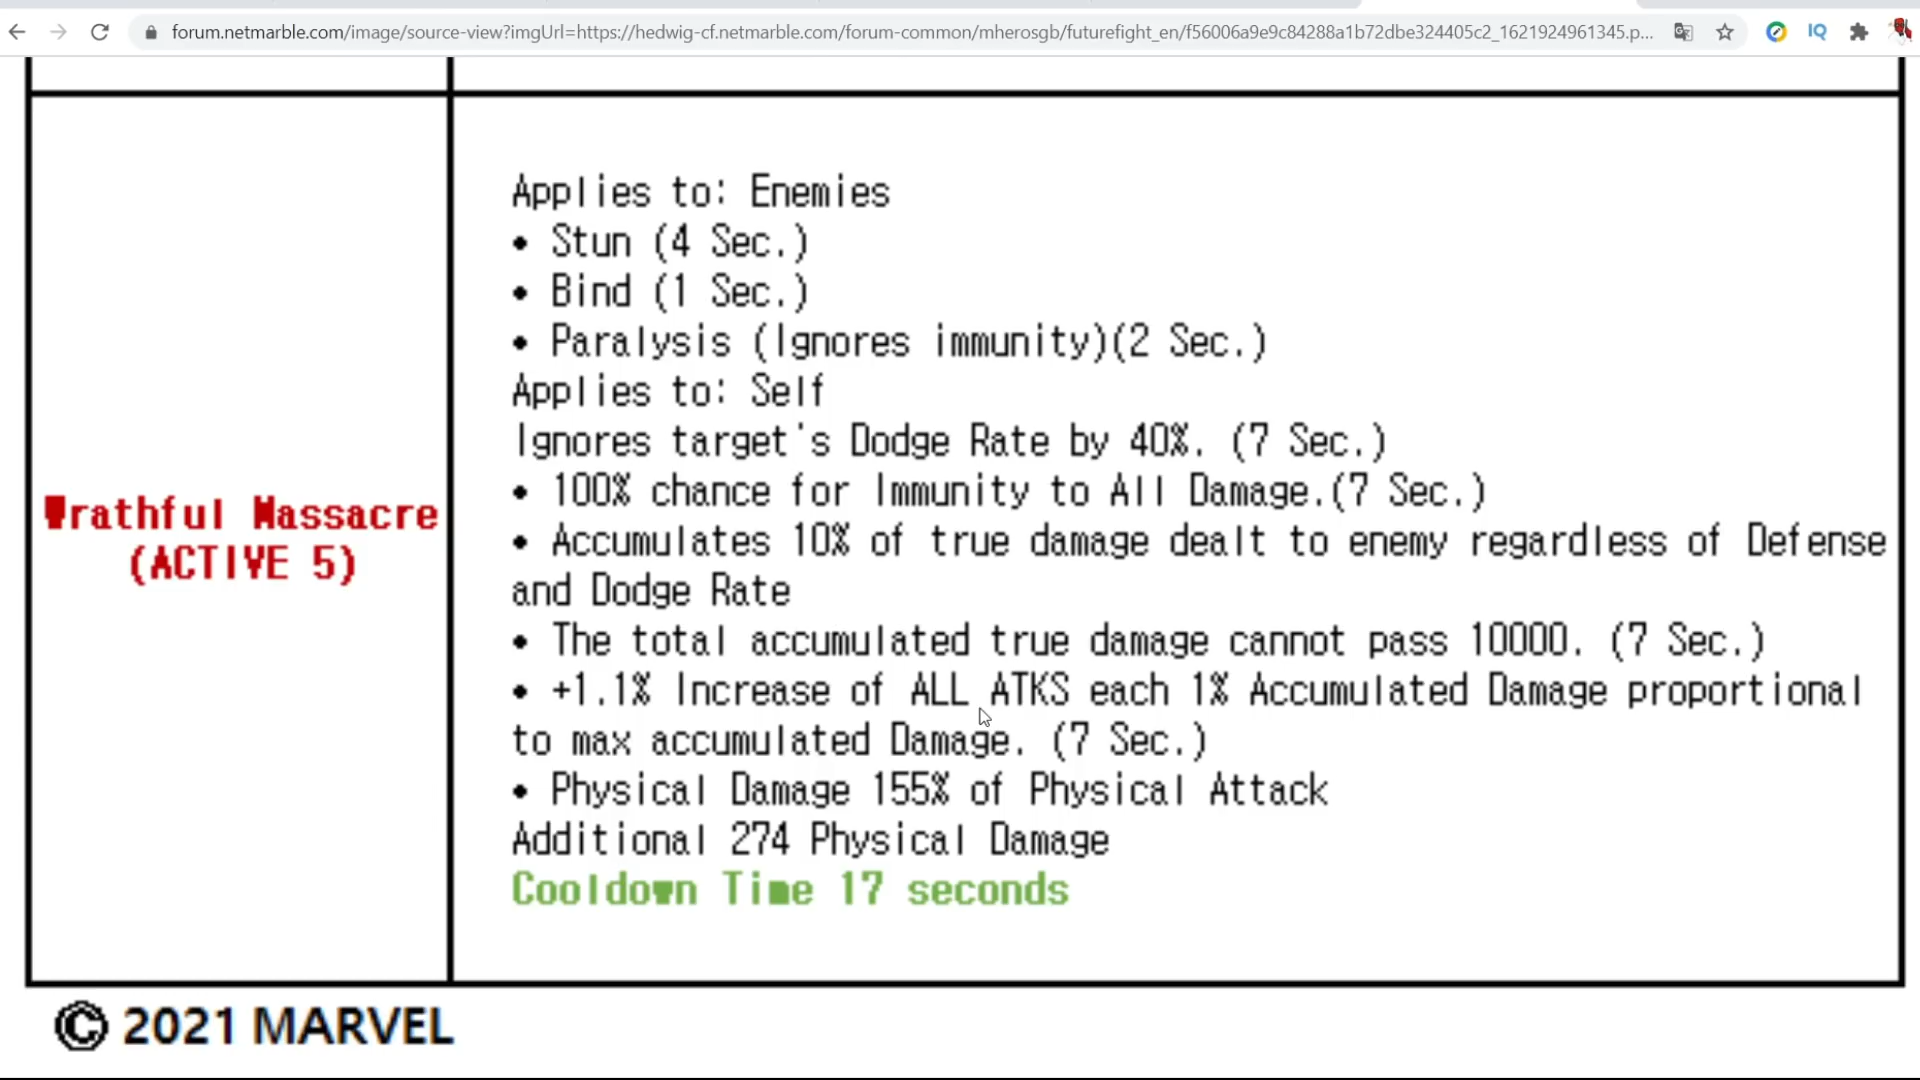 forum.netmarble.com/image/source-view?imgUrl=https://hedwig-cf.netmarble.com/forum-common/mherosgb/futurefight_en/f56006a9e9c84288a1b72dbe324405c2_1621924961345.p...
IQ
Wrathful Massacre
(ACTIVE 5)
Applies to: Enemies
• Stun (4 Sec.)
• Bind (1 Sec.)
• Paralysis (Ignores immunity)(2 Sec.)
Applies to: Self
Ignores target's Dodge Rate by 40%. (7 Sec.)
• 100% chance for Immunity to All Damage.(7 Sec.)
• Accumulates 10% of true damage dealt to enemy regardless of Defense
and Dodge Rate
• The total accumulated true damage cannot pass 10000. (7 Sec.)
• +1.1% Increase of ALL ATKS each 1% Accumulated Damage proportional
to max accumulated Damage. (7 Sec.)
• Physical Damage 155% of Physical Attack
Additional 274 Physical Damage
Cooldown Time 17 seconds
© 2021 MARVEL